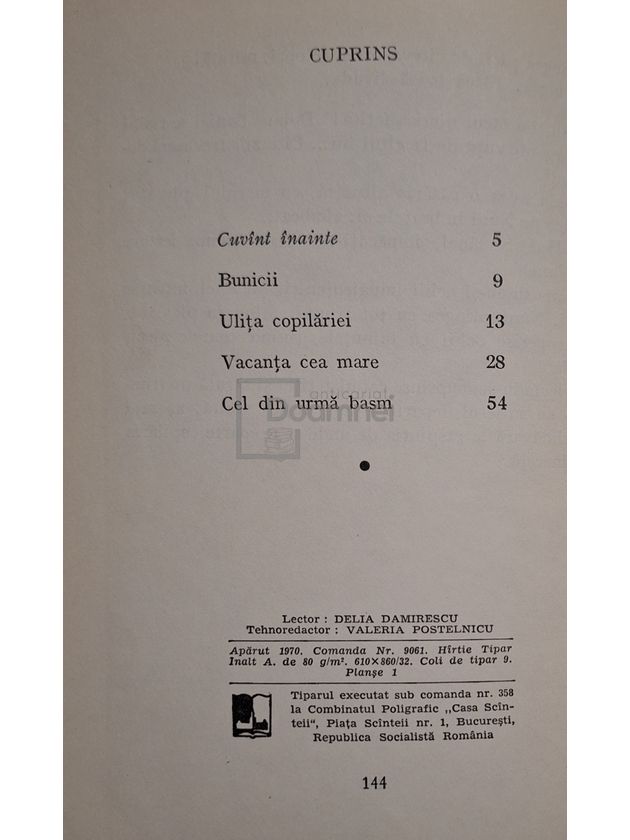 CUPRINS
Cuvînt înainte 5
Bunicii 9
Ulița copilăriei 13
Vacanța cea mare 28
Cel din urmă basm 54
anticariat
Doamnei
Lector : DELIA DAMIRESCU
Tehnoredactor : VALERIA POSTELNICU
Apărut 1970. Comanda Nr. 9061. Hîrtie Tipar
Inalt A. de 80 g/m². 610×860/32. Coli de tipar 9.
Planșe 1
Tiparul executat sub comanda nr. 358
la Combinatul Poligrafic „Casa Scîn-
teii“, Piața Scînteii nr. 1, București,
Republica Socialistă România
144